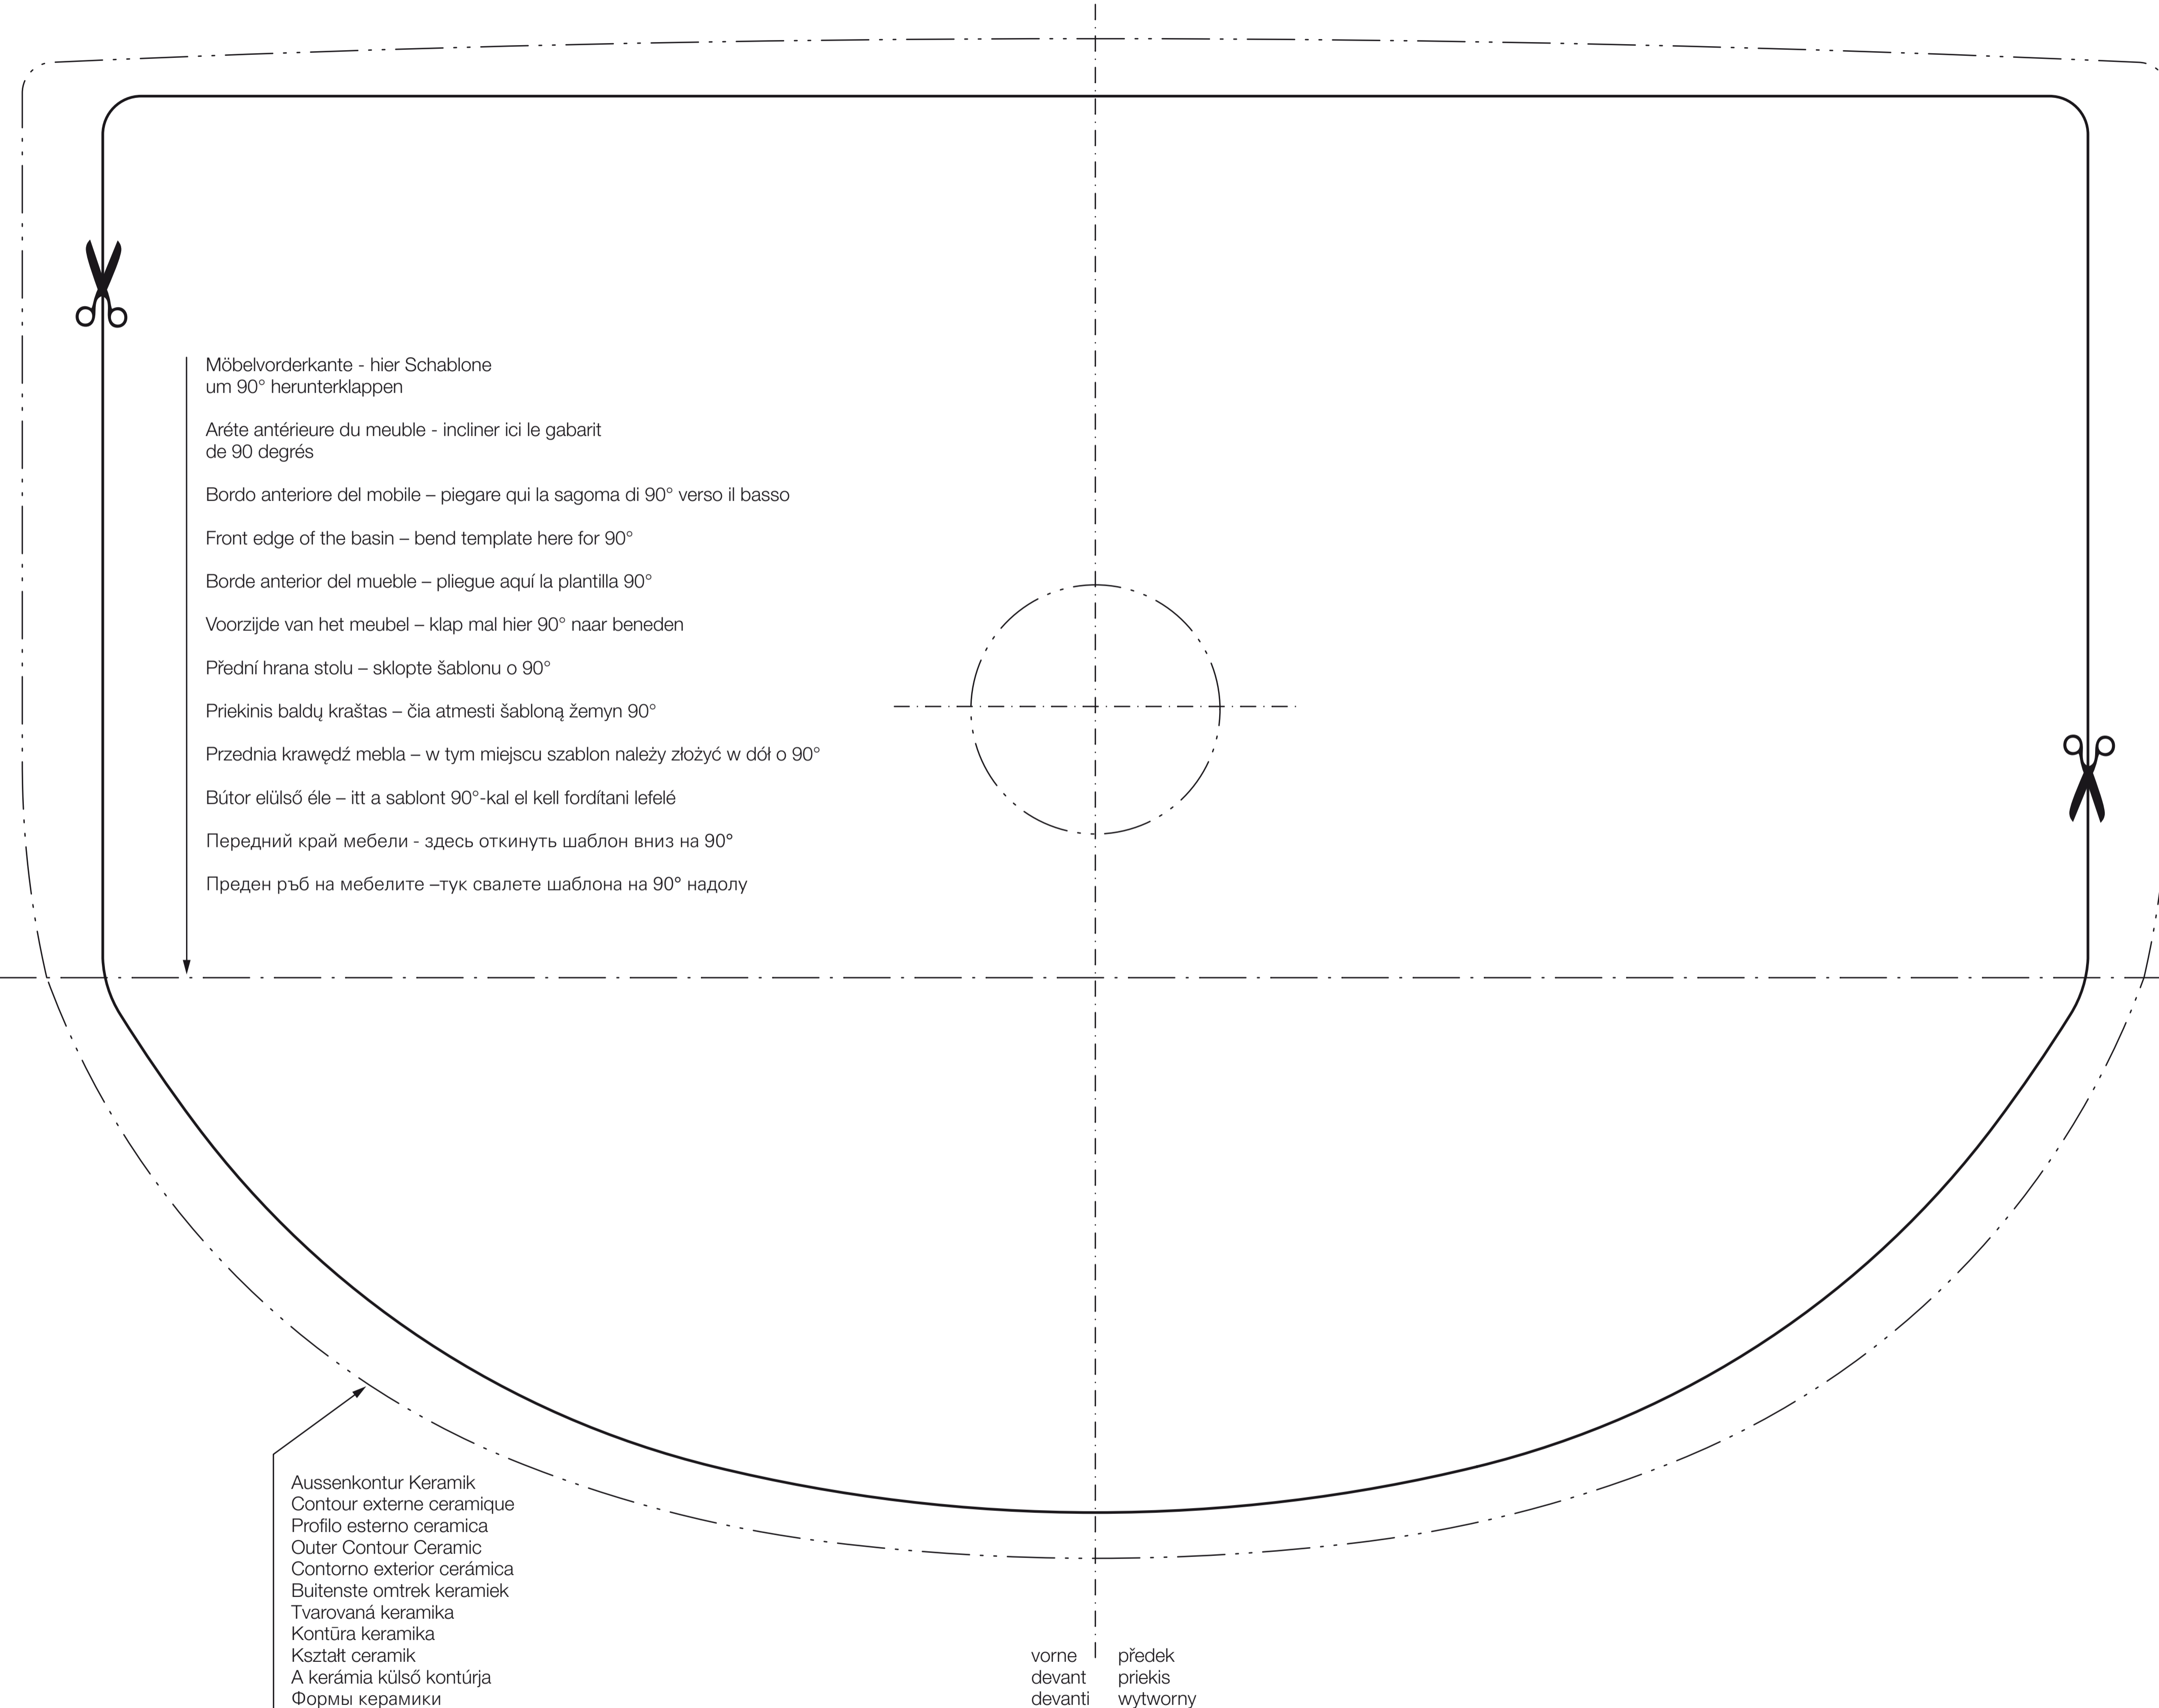 Möbelvorderkante - hier Schablone
um 90° herunterklappen
Aréte antérieure du meuble - incliner ici le gabarit
de 90 degrés
Bordo anteriore del mobile – piegare qui la sagoma di 90° verso il basso
Front edge of the basin – bend template here for 90°
Borde anterior del mueble – pliegue aquí la plantilla 90°
Voorzijde van het meubel – klap mal hier 90° naar beneden
Přední hrana stolu – sklopte šablonu o 90°
Priekinis baldų kraštas – čia atmesti šabloną žemyn 90°
Przednia krawędź mebla – w tym miejscu szablon należy złożyć w dół o 90°
Bútor elülső éle – itt a sablont 90°-kal el kell fordítani lefelé
Передний край мебели - здесь откинуть шаблон вниз на 90°
Преден ръб на мебелите –тук свалете шаблона на 90° надолу
Aussenkontur Keramik
Contour externe ceramique
Profilo esterno ceramica
Outer Contour Ceramic
Contorno exterior cerámica
Buitenste omtrek keramiek
Tvarovaná keramika
Kontūra keramika
Kształt ceramik
A kerámia külső kontúrja
Формы керамики
vorne předek
devant priekis
devanti wytworny